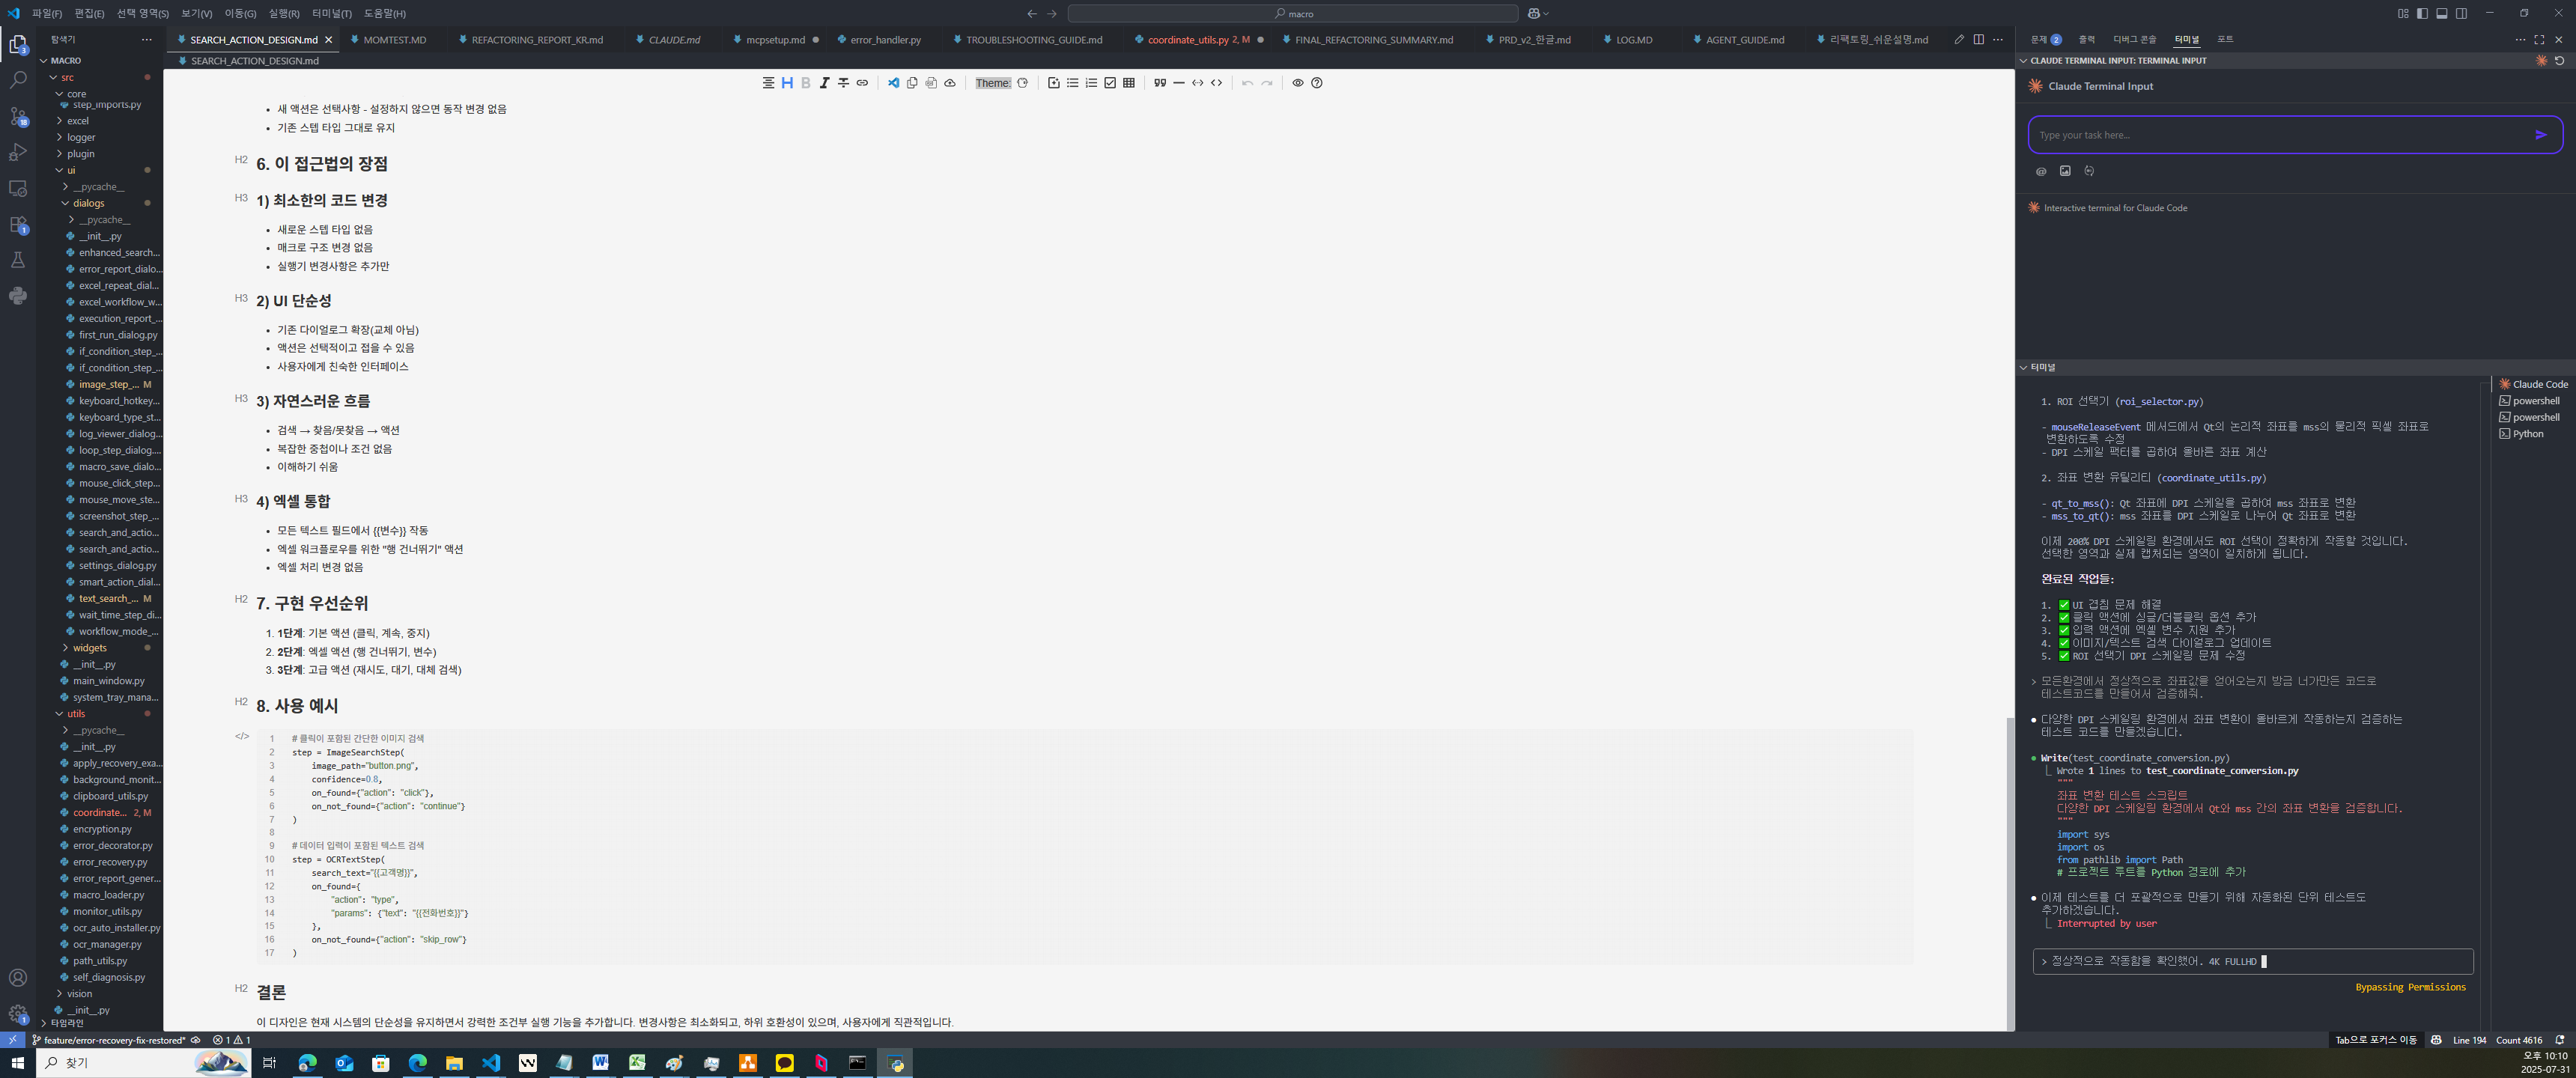 파일(F) 편집(E) 선택 영역(S) 보기(V) 이동(G) 실행(R) 터미널(T) 도움말(H)
macro
탐색기
SEARCH_ACTION_DESIGN.md
MOMTEST.MD
REFACTORING_REPORT_KR.md
CLAUDE.md
mcpsetup.md
error_handler.py
TROUBLESHOOTING_GUIDE.md
coordinate_utils.py 2, M
FINAL_REFACTORING_SUMMARY.md
PRD_v2_한글.md
LOG.MD
AGENT_GUIDE.md
리팩토링_쉬운설명.md
MACRO
src
core
step_imports.py
excel
logger
plugin
ui
__pycache__
dialogs
__pycache__
__init__.py
enhanced_search...
error_report_dialo...
excel_repeat_dial...
excel_workflow_w...
execution_report_...
first_run_dialog.py
if_condition_step_...
if_condition_step_...
image_step_... M
keyboard_hotkey...
keyboard_type_st...
log_viewer_dialog...
loop_step_dialog....
macro_save_dialo...
mouse_click_step...
mouse_move_ste...
screenshot_step_...
search_and_actio...
search_and_actio...
settings_dialog.py
smart_action_dial...
text_search_... M
wait_time_step_di...
workflow_mode_...
widgets
__init__.py
main_window.py
system_tray_mana...
utils
__pycache__
__init__.py
apply_recovery_exa...
background_monit...
clipboard_utils.py
coordinate... 2, M
encryption.py
error_decorator.py
error_recovery.py
error_report_gener...
macro_loader.py
monitor_utils.py
ocr_auto_installer.py
ocr_manager.py
path_utils.py
self_diagnosis.py
vision
__init__.py
타임라인
SEARCH_ACTION_DESIGN.md
Theme:
새 액션은 선택사항 - 설정하지 않으면 동작 변경 없음
기존 스텝 타입 그대로 유지
H2 6. 이 접근법의 장점
H3 1) 최소한의 코드 변경
새로운 스텝 타입 없음
매크로 구조 변경 없음
실행기 변경사항은 추가만
H3 2) UI 단순성
기존 다이얼로그 확장(교체 아님)
액션은 선택적이고 접을 수 있음
사용자에게 친숙한 인터페이스
H3 3) 자연스러운 흐름
검색 → 찾음/못찾음 → 액션
복잡한 중첩이나 조건 없음
이해하기 쉬움
H3 4) 엑셀 통합
모든 텍스트 필드에서 {{변수}} 작동
엑셀 워크플로우를 위한 "행 건너뛰기" 액션
엑셀 처리 변경 없음
H2 7. 구현 우선순위
1. 1단계: 기본 액션 (클릭, 계속, 중지)
2. 2단계: 엑셀 액션 (행 건너뛰기, 변수)
3. 3단계: 고급 액션 (재시도, 대기, 대체 검색)
H2 8. 사용 예시
1 # 클릭이 포함된 간단한 이미지 검색
2 step = ImageSearchStep(
3 image_path="button.png",
4 confidence=0.8,
5 on_found={"action": "click"},
6 on_not_found={"action": "continue"}
7 )
8
9 # 데이터 입력이 포함된 텍스트 검색
10 step = OCRTextStep(
11 search_text="{{고객명}}",
12 on_found={
13 "action": "type",
14 "params": {"text": "{{전화번호}}"}
15 },
16 on_not_found={"action": "skip_row"}
17 )
H2 결론
이 디자인은 현재 시스템의 단순성을 유지하면서 강력한 조건부 실행 기능을 추가합니다. 변경사항은 최소화되고, 하위 호환성이 있으며, 사용자에게 직관적입니다.
문제 2 출력 디버그 콘솔 터미널 포트
CLAUDE TERMINAL INPUT: TERMINAL INPUT
Claude Terminal Input
Type your task here...
Interactive terminal for Claude Code
터미널
Claude Code
powershell
powershell
Python
1. ROI 선택기 (roi_selector.py)
- mouseReleaseEvent 메서드에서 Qt의 논리적 좌표를 mss의 물리적 픽셀 좌표로
변환하도록 수정
- DPI 스케일 팩터를 곱하여 올바른 좌표 계산
2. 좌표 변환 유틸리티 (coordinate_utils.py)
- qt_to_mss(): Qt 좌표에 DPI 스케일을 곱하여 mss 좌표로 변환
- mss_to_qt(): mss 좌표를 DPI 스케일로 나누어 Qt 좌표로 변환
이제 200% DPI 스케일링 환경에서도 ROI 선택이 정확하게 작동할 것입니다.
선택한 영역과 실제 캡처되는 영역이 일치하게 됩니다.
완료된 작업들:
1. ✅ UI 겹침 문제 해결
2. ✅ 클릭 액션에 싱글/더블클릭 옵션 추가
3. ✅ 입력 액션에 엑셀 변수 지원 추가
4. ✅ 이미지/텍스트 검색 다이얼로그 업데이트
5. ✅ ROI 선택기 DPI 스케일링 문제 수정
> 모든환경에서 정상적으로 좌표값을 얻어오는지 방금 너가만든 코드로
테스트코드를 만들어서 검증해줘.
● 다양한 DPI 스케일링 환경에서 좌표 변환이 올바르게 작동하는지 검증하는
테스트 코드를 만들겠습니다.
● Write(test_coordinate_conversion.py)
⎿ Wrote 1 lines to test_coordinate_conversion.py
"""
좌표 변환 테스트 스크립트
다양한 DPI 스케일링 환경에서 Qt와 mss 간의 좌표 변환을 검증합니다.
"""
import sys
import os
from pathlib import Path
# 프로젝트 루트를 Python 경로에 추가
● 이제 테스트를 더 포괄적으로 만들기 위해 자동화된 단위 테스트도
추가하겠습니다.
⎿ Interrupted by user
> 정상적으로 작동함을 확인했어. 4K FULLHD
Bypassing Permissions
feature/error-recovery-fix-restored* 1 1
Tab으로 포커스 이동 Line 194 Count 4616
찾기
오후 10:10
2025-07-31